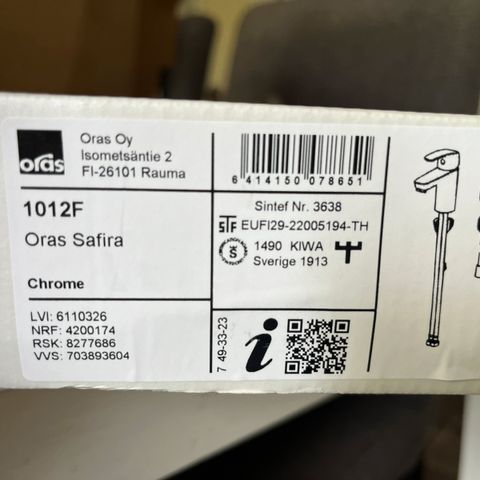 oras
Oras Oy
Isometsäntie 2
FI-26101 Rauma
1012F
Oras Safira
Chrome
LVI: 6110326
NRF: 4200174
RSK: 8277686
VVS: 703893604
6 414150 078651
Sintef Nr. 3638
STF EUFI29-22005194-TH
1490 KIWA
Sverige 1913
7 49-33-23
i